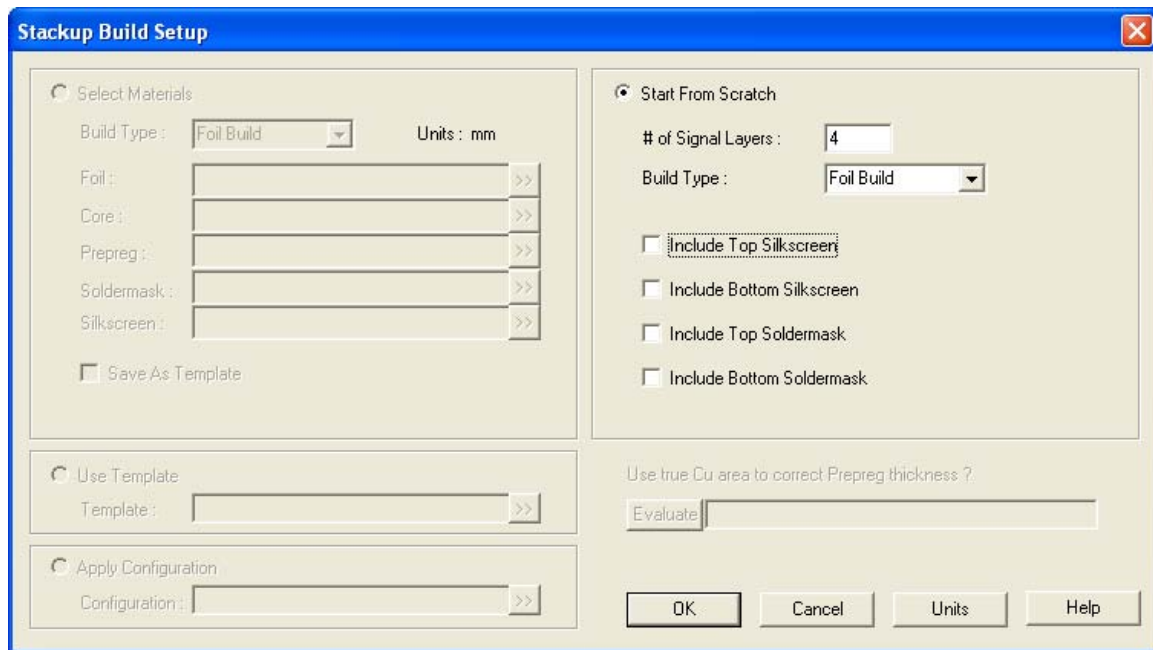 Stackup Build Setup
Select Materials
Build Type : Foil Build Units : mm
Foil : >>
Core : >>
Prepreg : >>
Soldermask : >>
Silkscreen : >>
Save As Template
Start From Scratch
# of Signal Layers : 4
Build Type : Foil Build
Include Top Silkscreen
Include Bottom Silkscreen
Include Top Soldermask
Include Bottom Soldermask
Use Template
Template : >>
Apply Configuration
Configuration : >>
Use true Cu area to correct Prepreg thickness ?
Evaluate
OK Cancel Units Help